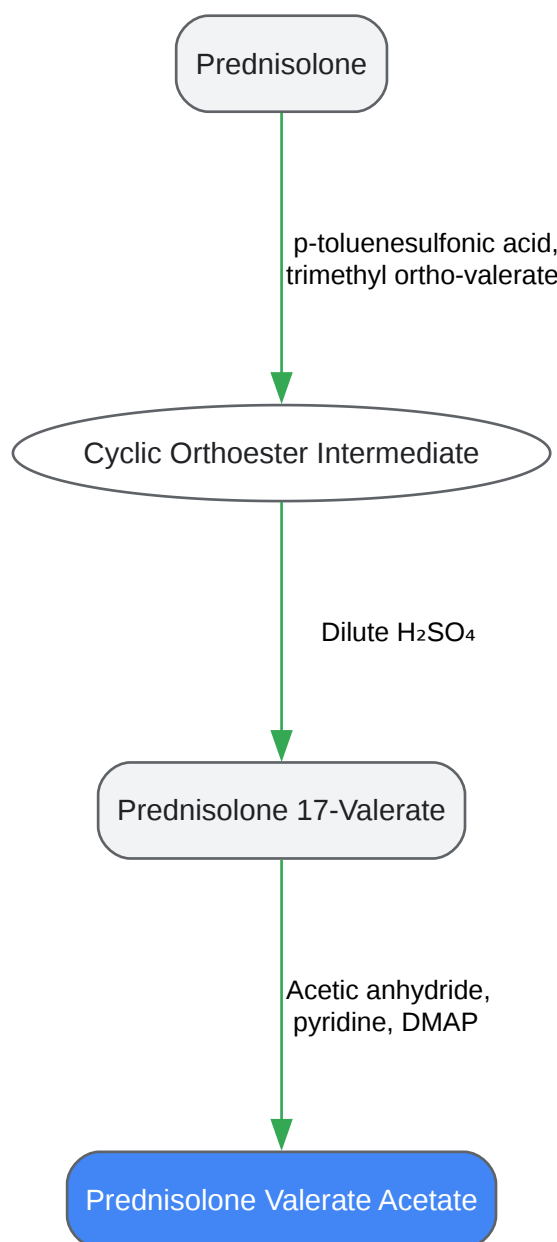 Prednisolone
p-toluenesulfonic acid,
trimethyl ortho-valerate
Cyclic Orthoester Intermediate
Dilute H₂SO₄
Prednisolone 17-Valerate
Acetic anhydride,
pyridine, DMAP
Prednisolone Valerate Acetate